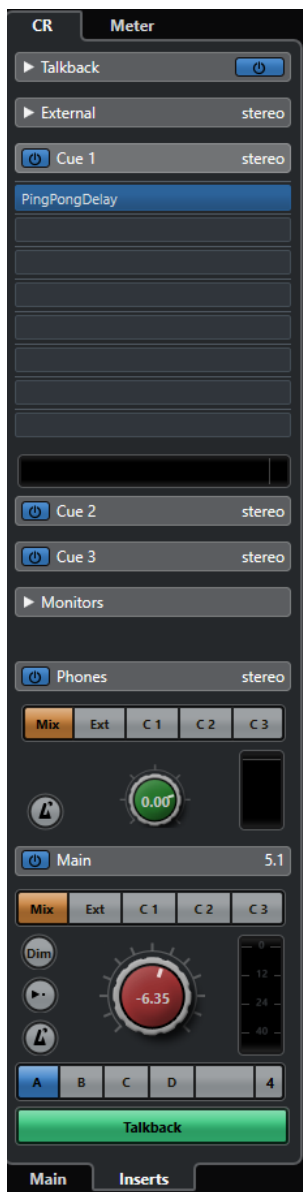 CR Meter
Talkback
External stereo
Cue 1 stereo
PingPongDelay
Cue 2 stereo
Cue 3 stereo
Monitors
Phones stereo
Mix Ext C 1 C 2 C 3
0.00
Main 5.1
Mix Ext C 1 C 2 C 3
Dim
0
12
-6.35
24
40
A B C D 4
Talkback
Main Inserts